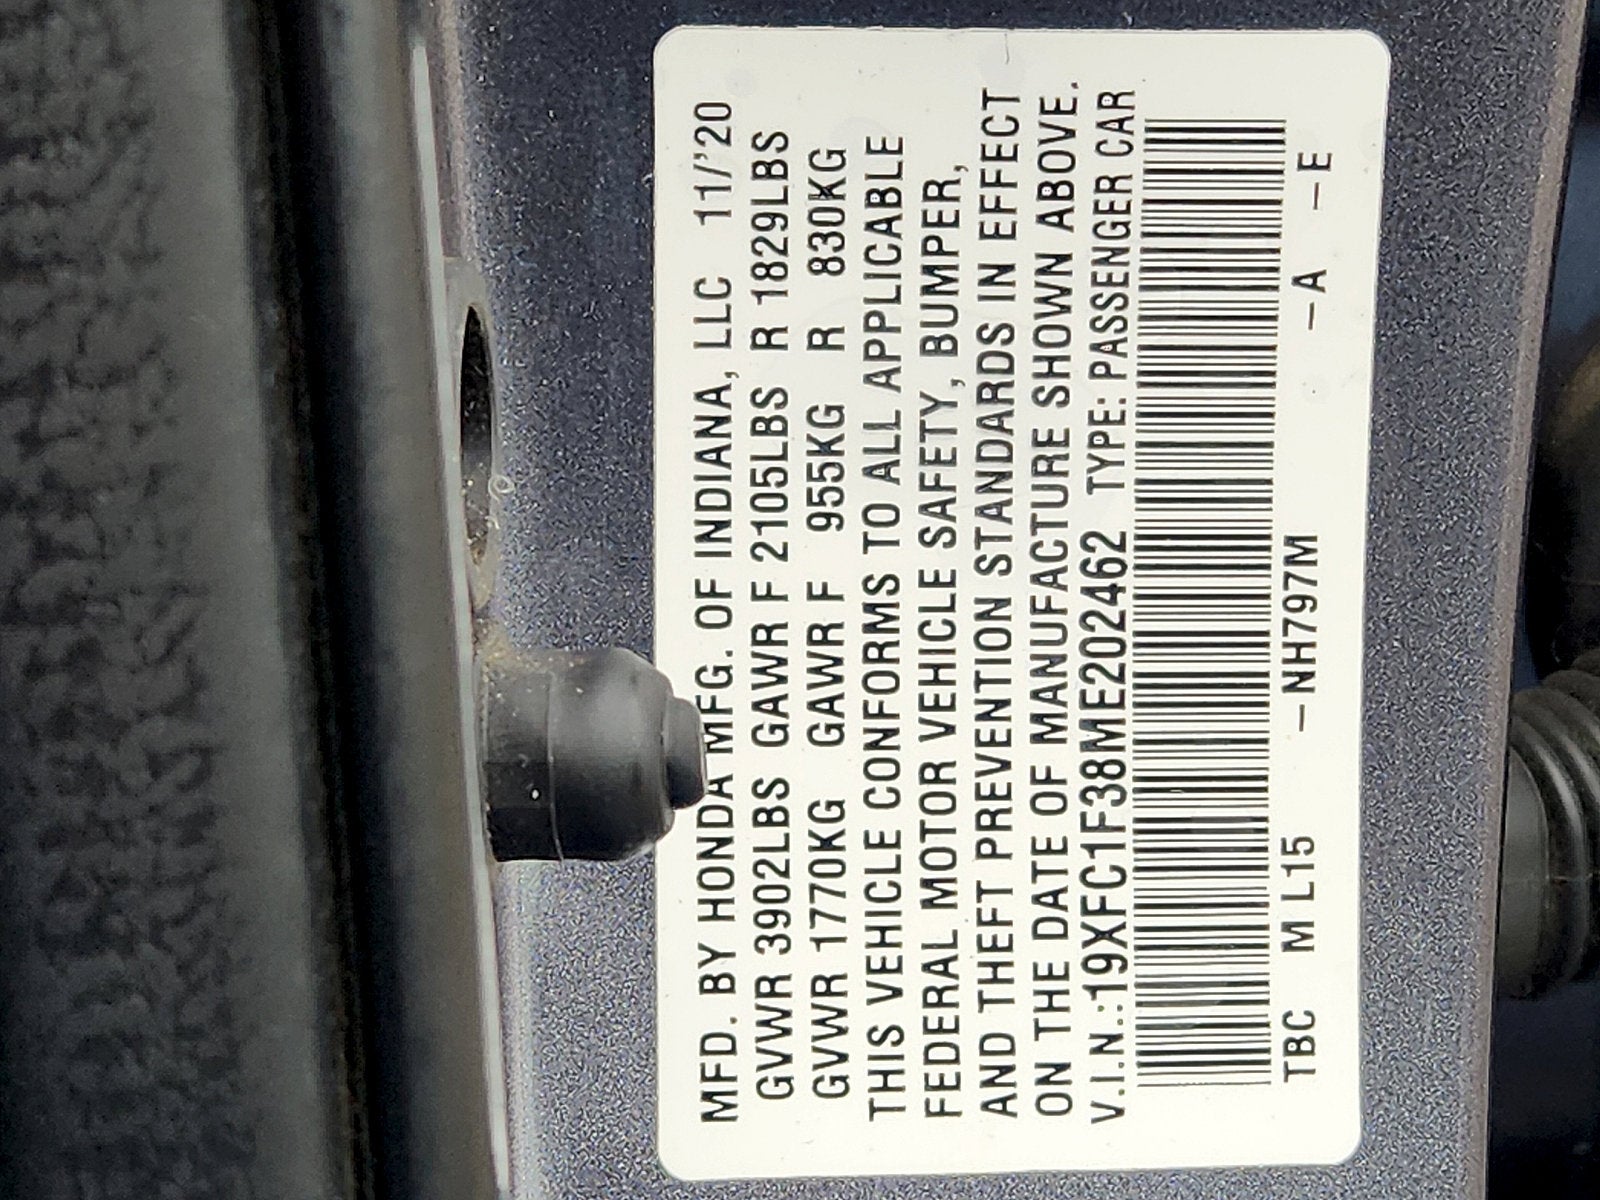 MFD. BY HONDA MFG. OF INDIANA, LLC 11/'20
GVWR 3902LBS GAWR F 2105LBS R 1829LBS
GVWR 1770KG GAWR F 955KG R 830KG
THIS VEHICLE CONFORMS TO ALL APPLICABLE
FEDERAL MOTOR VEHICLE SAFETY, BUMPER,
AND THEFT PREVENTION STANDARDS IN EFFECT
ON THE DATE OF MANUFACTURE SHOWN ABOVE.
V.I.N.:19XFC1F38ME202462 TYPE: PASSENGER CAR
TBC M L15 –NH797M –A –E